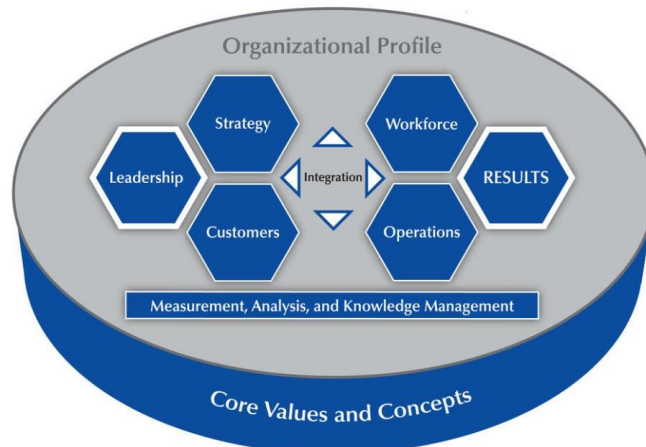 Organizational Profile
Strategy
Workforce
Leadership
Integration
RESULTS
Customers
Operations
Measurement, Analysis, and Knowledge Management
Core Values and Concepts